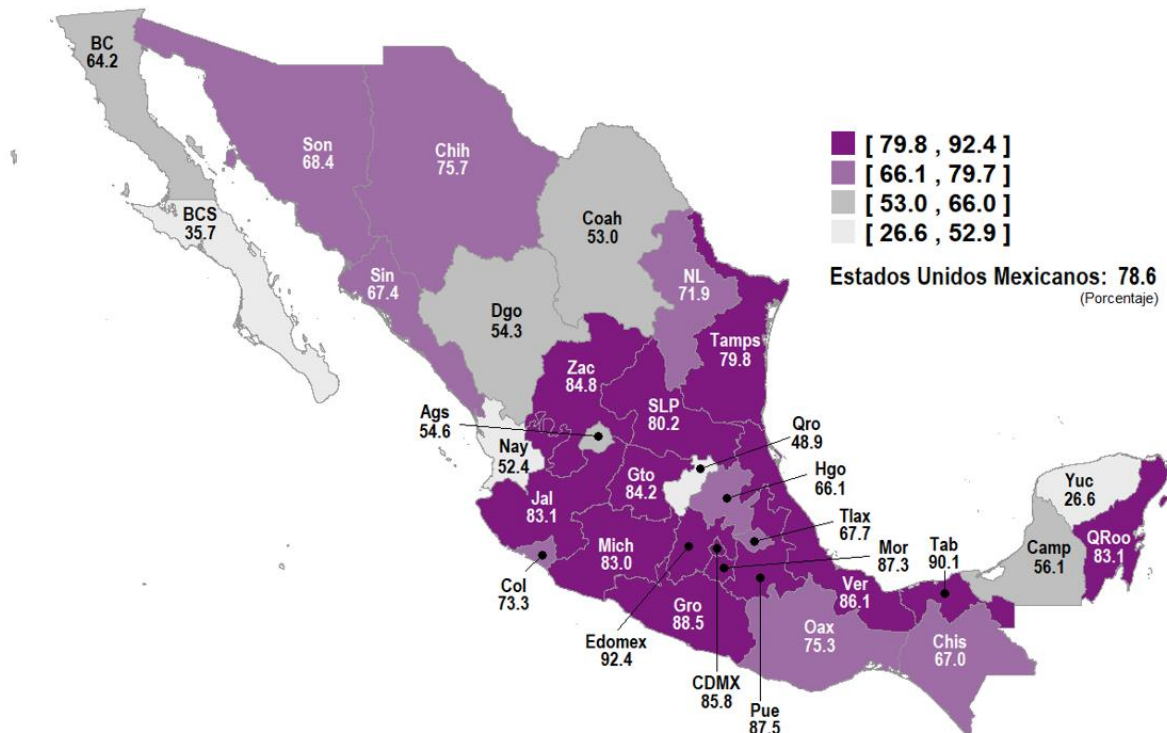 BC
64.2
Son
68.4
Chih
75.7
[ 79.8 , 92.4 ]
[ 66.1 , 79.7 ]
[ 53.0 , 66.0 ]
[ 26.6 , 52.9 ]
Estados Unidos Mexicanos: 78.6
(Porcentaje)
BCS
35.7
Coah
53.0
Sin
67.4
NL
71.9
Dgo
54.3
Tamps
79.8
Zac
84.8
SLP
80.2
Ags
54.6
Nay
52.4
Qro
48.9
Gto
84.2
Hgo
66.1
Yuc
26.6
Jal
83.1
Tlax
67.7
QRoo
83.1
Mich
83.0
Mor
87.3
Tab
90.1
Camp
56.1
Col
73.3
Ver
86.1
Gro
88.5
Oax
75.3
Chis
67.0
Edomex
92.4
CDMX
85.8
Pue
87.5